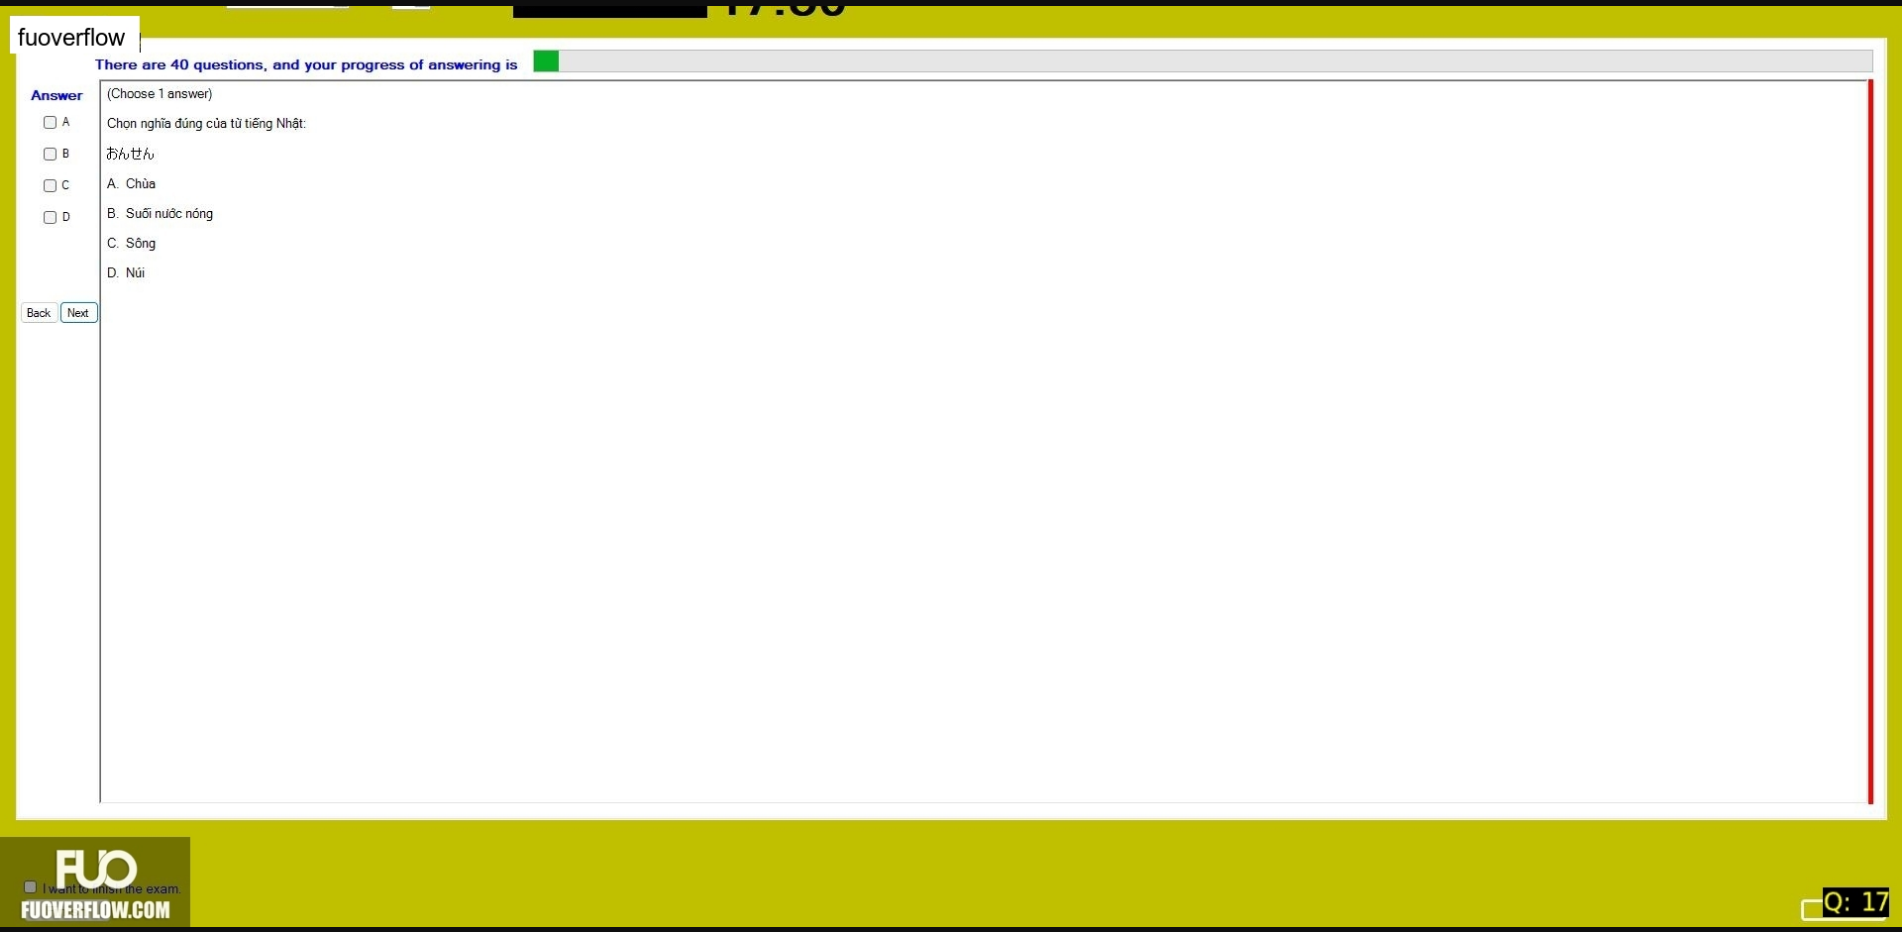 fuoverflow
There are 40 questions, and your progress of answering is
Answer
(Choose 1 answer)
A
Chọn nghĩa đúng của từ tiếng Nhật:
B
おんせん
C
A. Chùa
D
B. Suối nước nóng
C. Sông
D. Núi
Back Next
FUO
I want to finish the exam.
FUOVERFLOW.COM
Q: 17